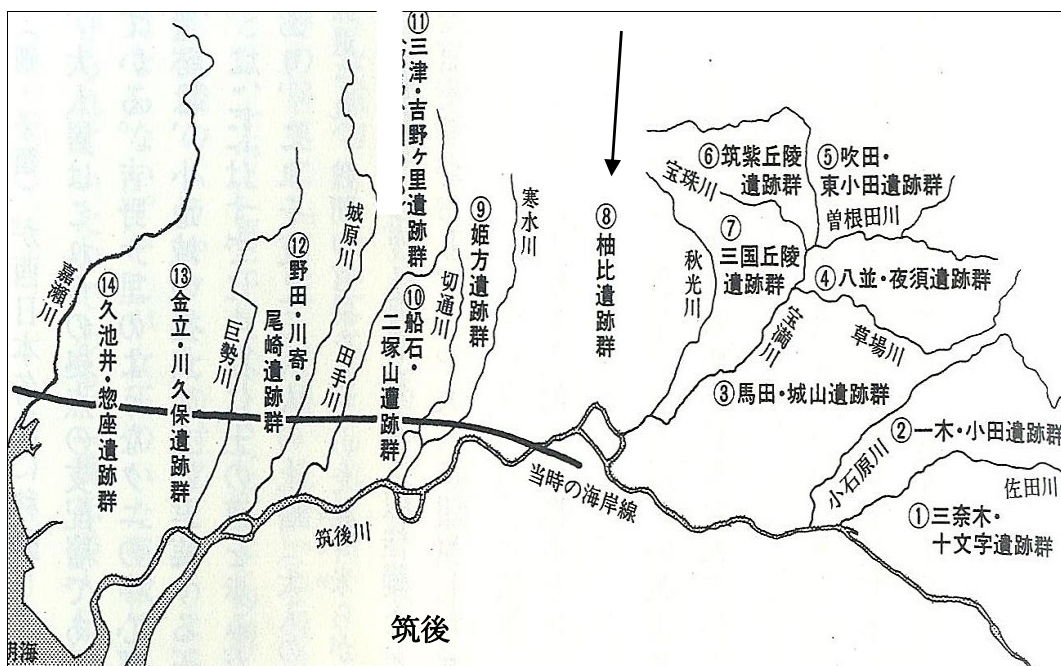 ⑪三津・吉野ヶ里遺跡群
⑥筑紫丘陵
遺跡群
⑤吹田・
東小田遺跡群
宝珠川
曽根田川
⑦
三国丘陵
遺跡群
④八並・夜須遺跡群
草場川
宝満川
秋光川
③馬田・城山遺跡群
②一木・小田遺跡群
小石原川
佐田川
①三奈木・
十文字遺跡群
⑧柚比遺跡群
寒水川
⑨姫方遺跡群
切通川
⑩船石・
二塚山遺跡群
田手川
城原川
⑫野田・川寄・
尾崎遺跡群
巨勢川
⑬金立・川久保遺跡群
⑭久池井・惣座遺跡群
嘉瀬川
当時の海岸線
筑後川
筑後
明海